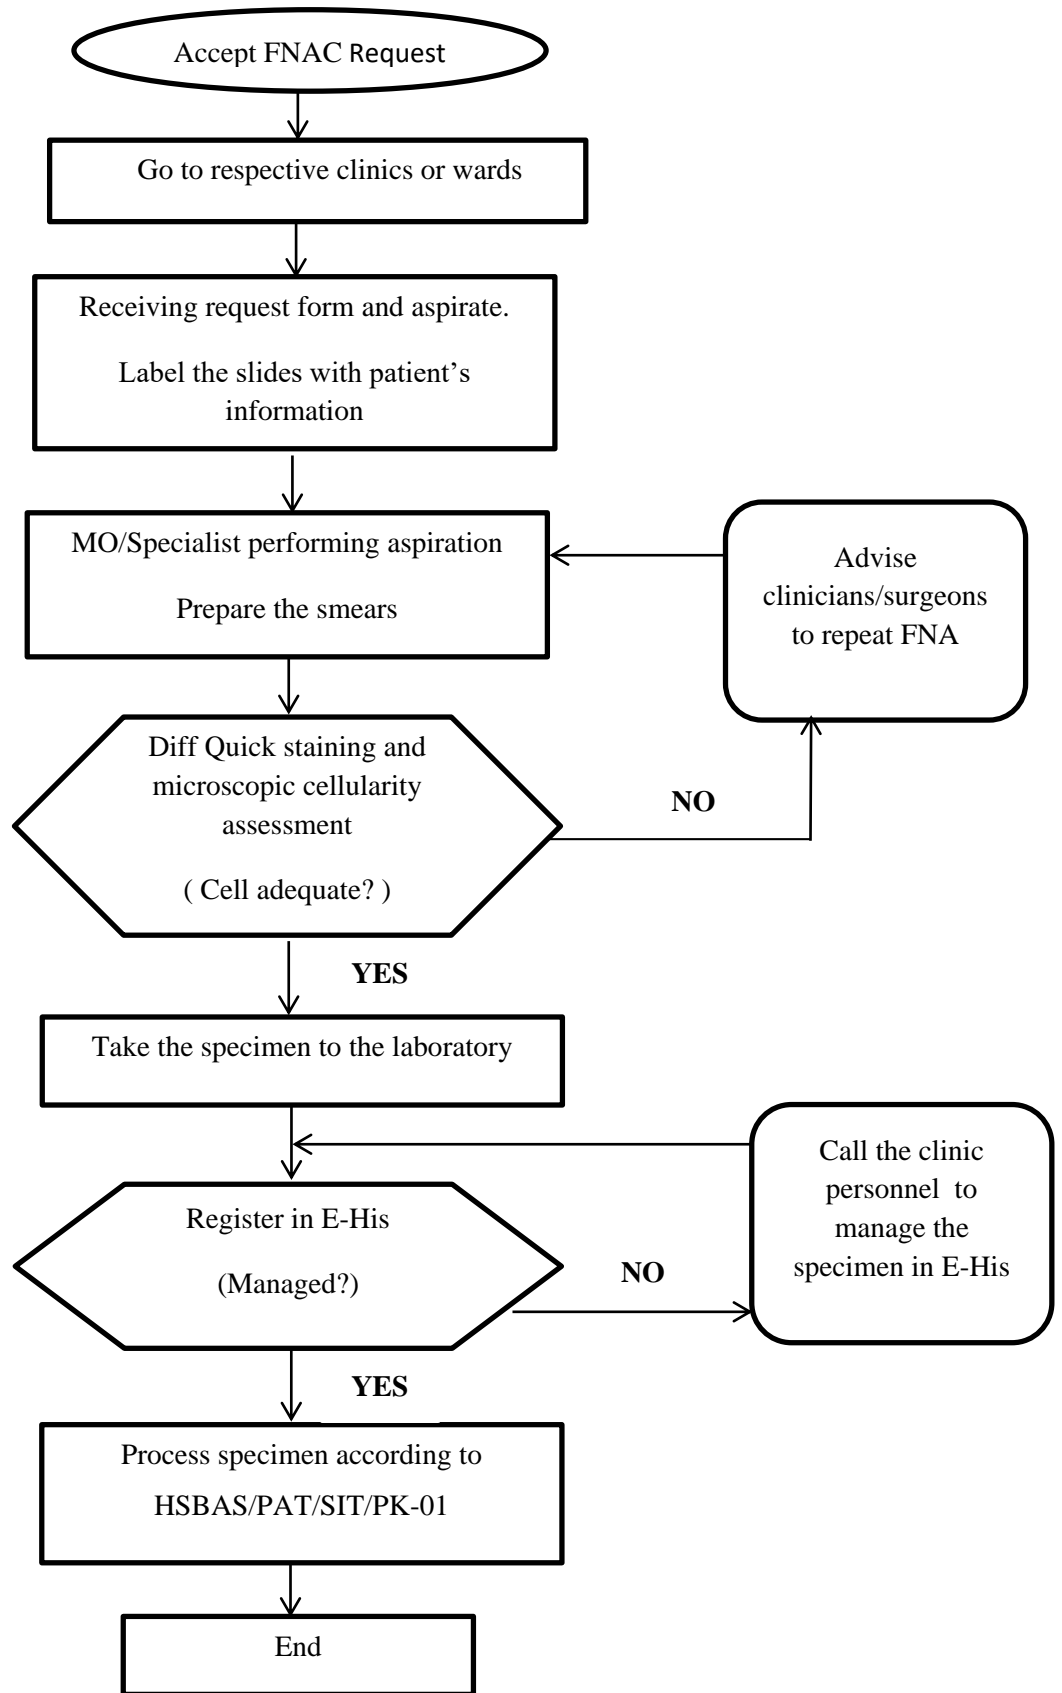 Accept FNAC Request
Go to respective clinics or wards
Receiving request form and aspirate.
Label the slides with patient’s
information
MO/Specialist performing aspiration
Prepare the smears
Advise
clinicians/surgeons
to repeat FNA
Diff Quick staining and
microscopic cellularity
assessment
( Cell adequate? )
NO
YES
Take the specimen to the laboratory
Call the clinic
personnel to
manage the
specimen in E-His
Register in E-His
(Managed?)
NO
YES
Process specimen according to
HSBAS/PAT/SIT/PK-01
End